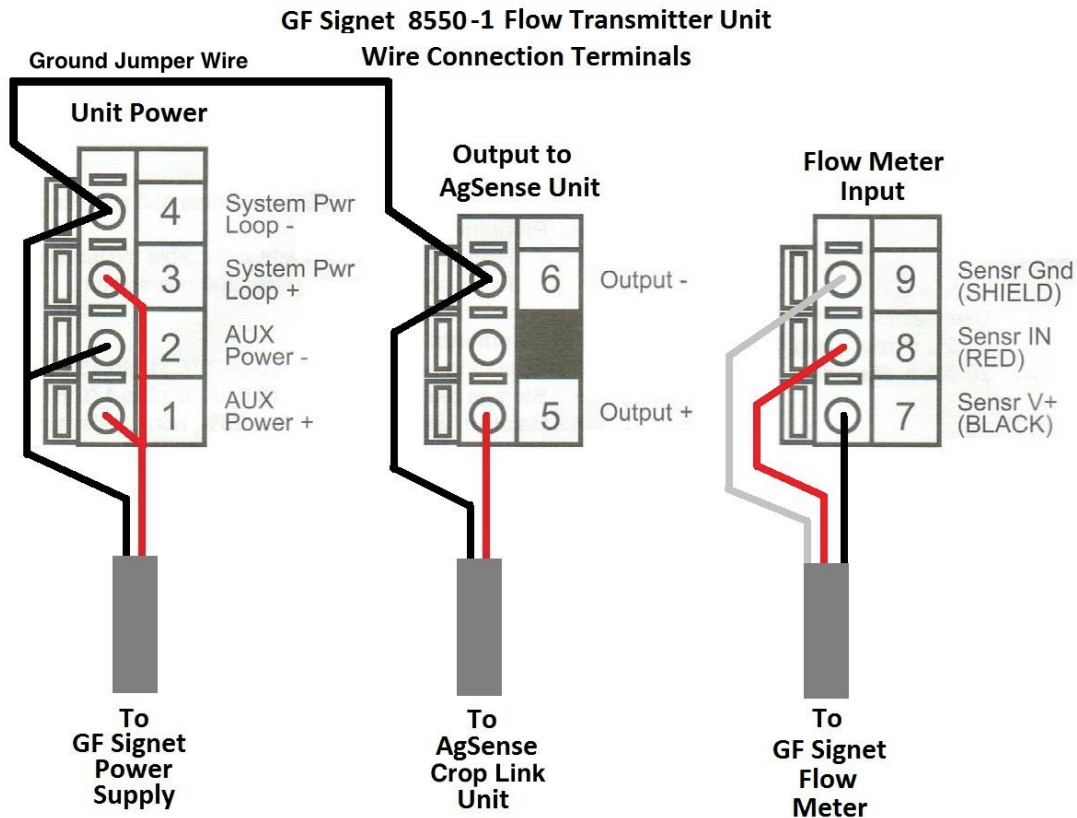 GF Signet 8550-1 Flow Transmitter Unit
Wire Connection Terminals
Ground Jumper Wire
Unit Power
4
System Pwr
Loop -
3
System Pwr
Loop +
2
AUX
Power -
1
AUX
Power +
To
GF Signet
Power
Supply
Output to
AgSense Unit
6
Output -
5
Output +
To
AgSense
Crop Link
Unit
Flow Meter
Input
9
Sensr Gnd
(SHIELD)
8
Sensr IN
(RED)
7
Sensr V+
(BLACK)
To
GF Signet
Flow
Meter